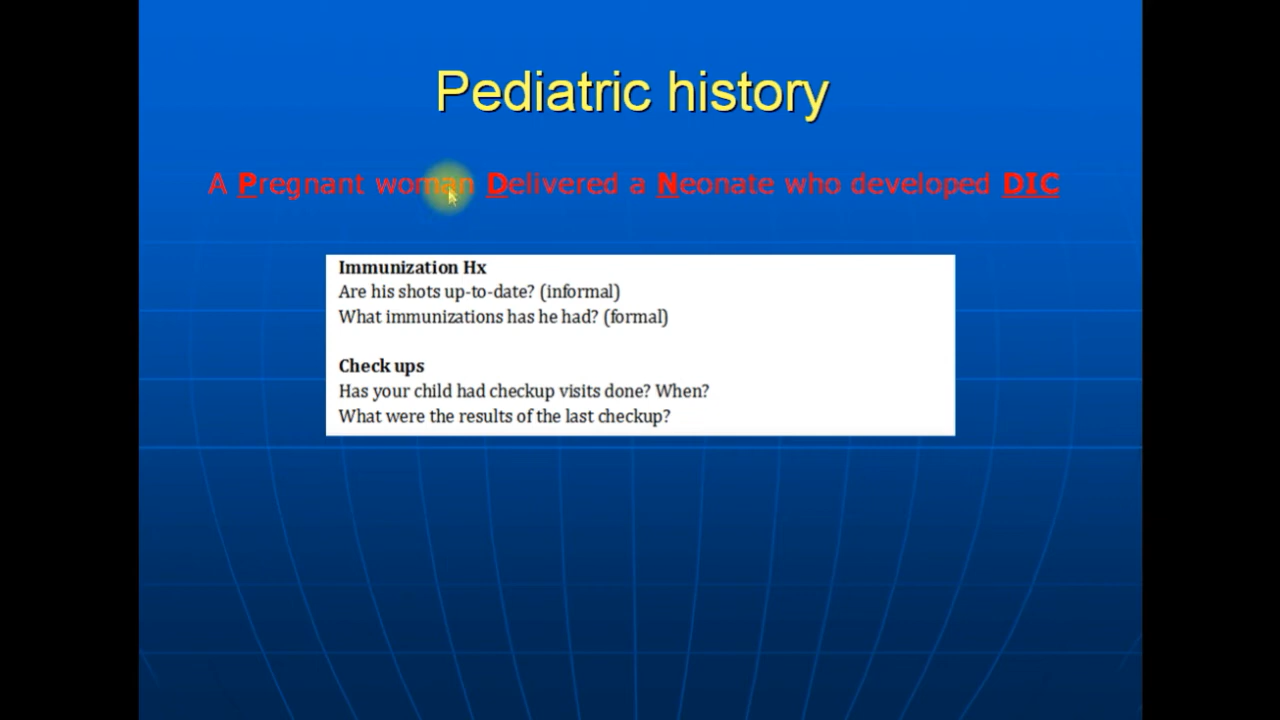 Pediatric history
A Pregnant woman Delivered a Neonate who developed DIC
Immunization Hx
Are his shots up-to-date? (informal)
What immunizations has he had? (formal)
Check ups
Has your child had checkup visits done? When?
What were the results of the last checkup?